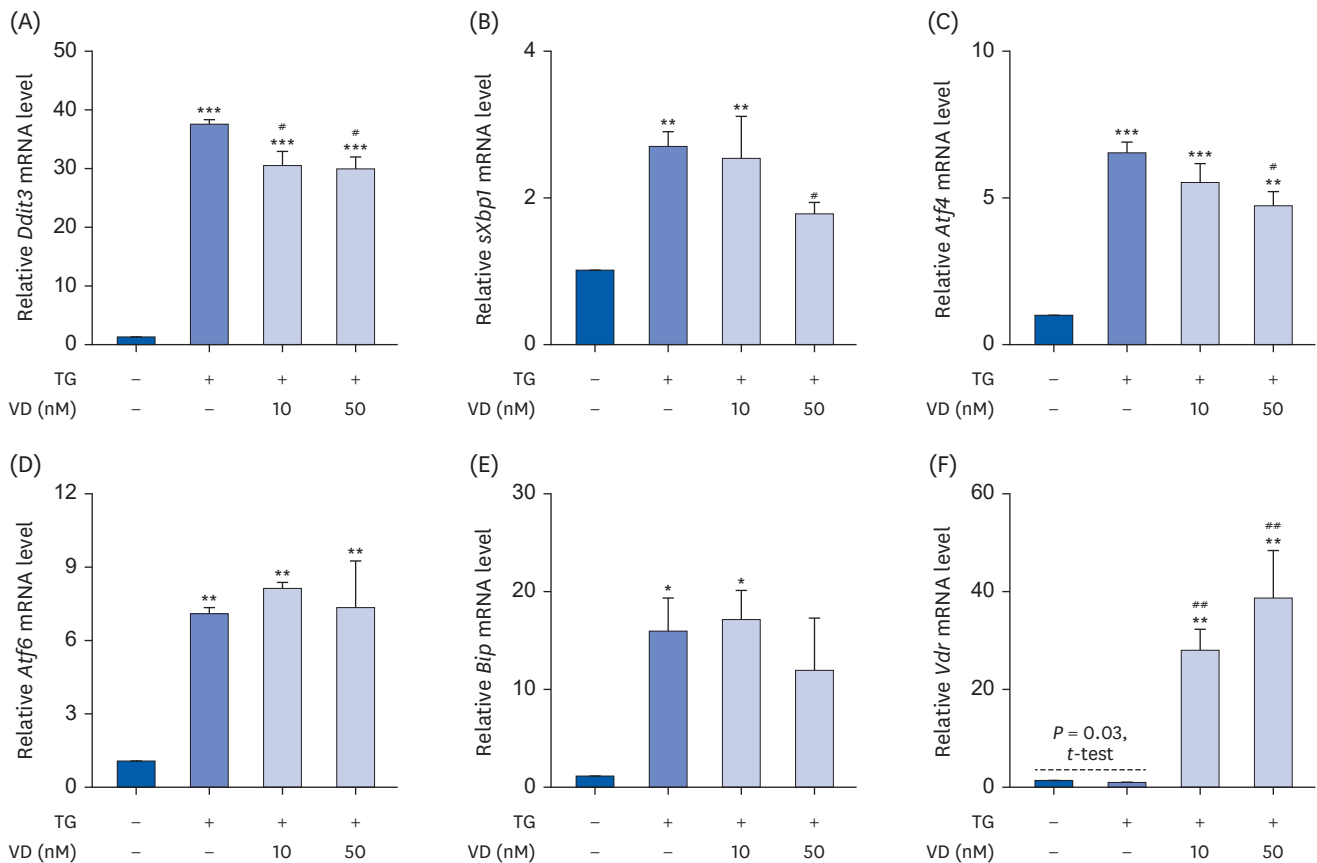 (A)
Relative Ddit3 mRNA level
50
40
30
20
10
0
***
#
***
#
***
TG – + + +
VD (nM) – – 10 50
(B)
Relative sXbp1 mRNA level
4
2
0
**
**
#
TG – + + +
VD (nM) – – 10 50
(C)
Relative Atf4 mRNA level
10
5
0
***
***
#
**
TG – + + +
VD (nM) – – 10 50
(D)
Relative Atf6 mRNA level
12
9
6
3
0
**
**
**
TG – + + +
VD (nM) – – 10 50
(E)
Relative Bip mRNA level
30
20
10
0
*
*
TG – + + +
VD (nM) – – 10 50
(F)
Relative Vdr mRNA level
60
40
20
0
P = 0.03,
t-test
##
**
##
**
TG – + + +
VD (nM) – – 10 50